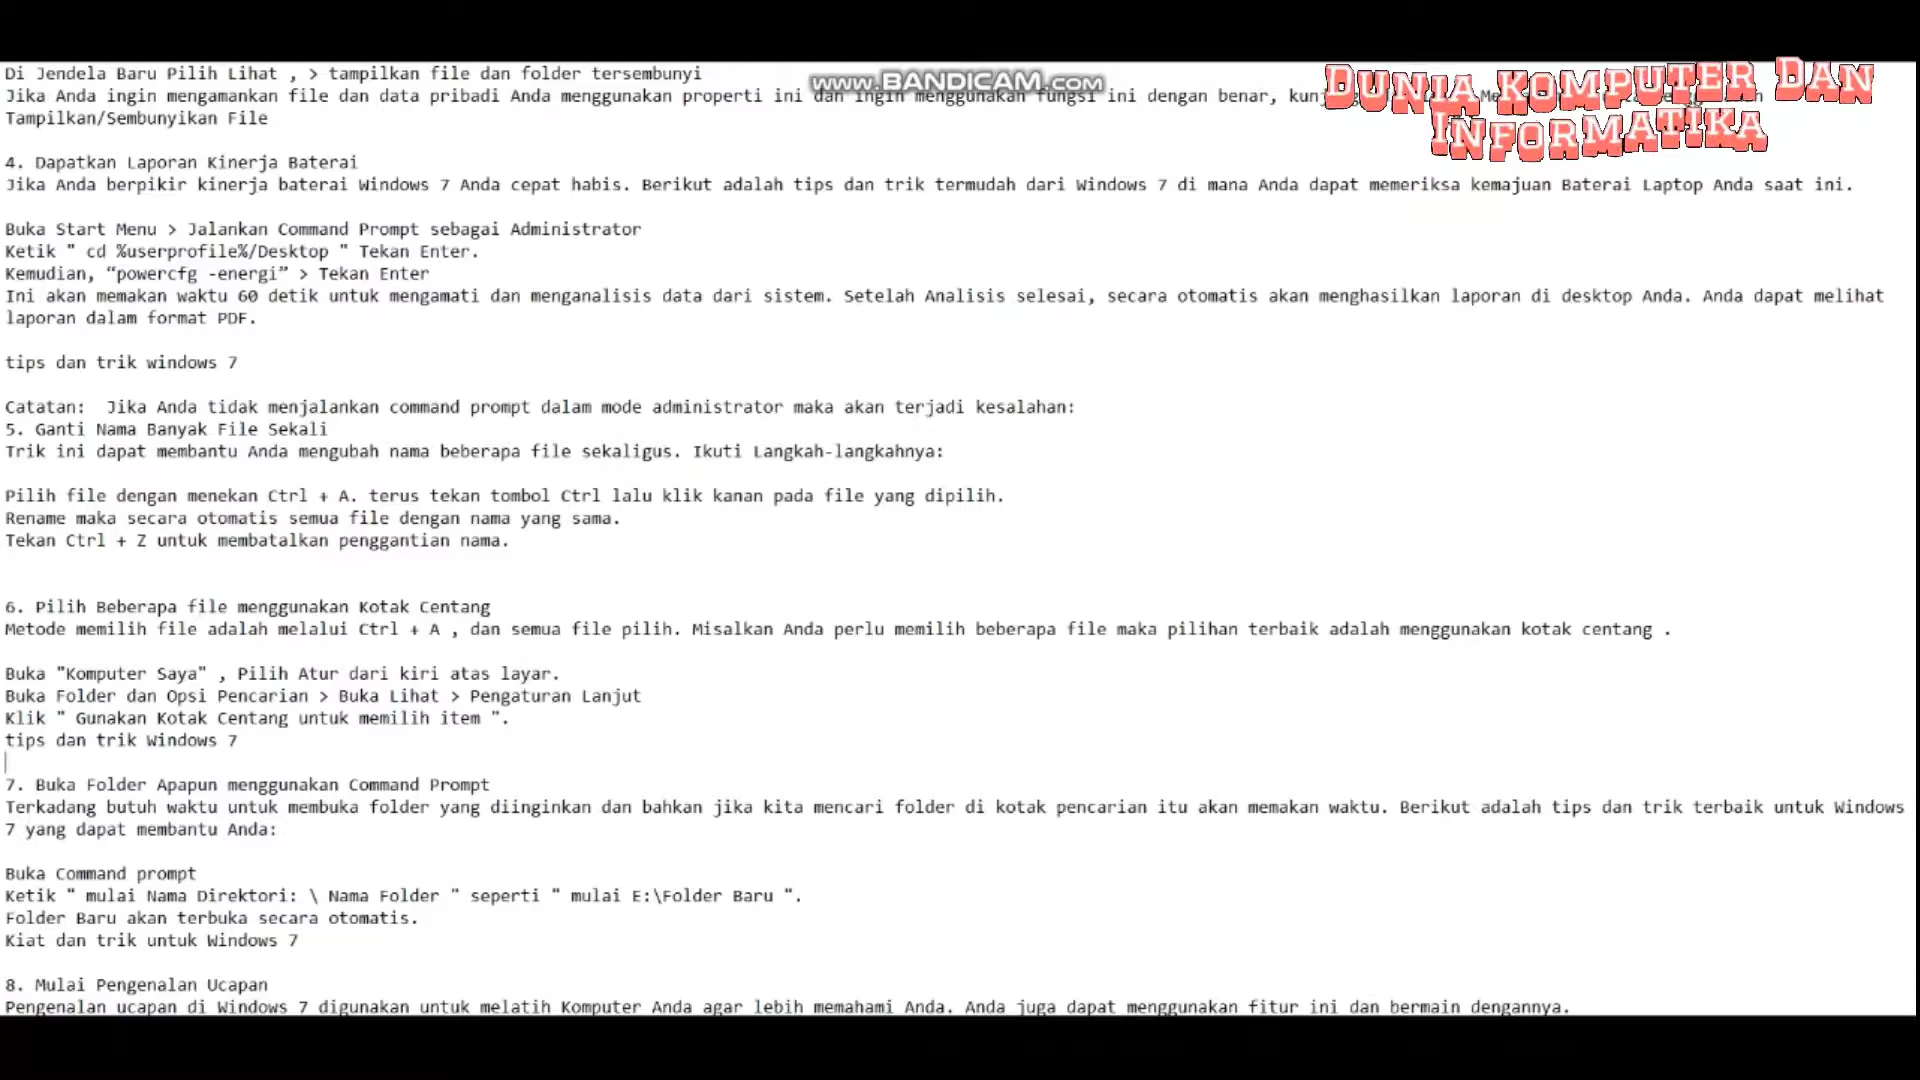 Di Jendela Baru Pilih Lihat , > tampilkan file dan folder tersembunyi
www.BANDICAM.com
DUNIA KOMPUTER DAN
INFORMATIKA
Jika Anda ingin mengamankan file dan data pribadi Anda menggunakan properti ini dan ingin menggunakan fungsi ini dengan benar,
Tampilkan/Sembunyikan File
4. Dapatkan Laporan Kinerja Baterai
Jika Anda berpikir kinerja baterai Windows 7 Anda cepat habis. Berikut adalah tips dan trik termudah dari Windows 7 di mana Anda dapat memeriksa kemajuan Baterai Laptop Anda saat ini.
Buka Start Menu > Jalankan Command Prompt sebagai Administrator
Ketik " cd %userprofile%/Desktop " Tekan Enter.
Kemudian, “powercfg -energi” > Tekan Enter
Ini akan memakan waktu 60 detik untuk mengamati dan menganalisis data dari sistem. Setelah Analisis selesai, secara otomatis akan menghasilkan laporan di desktop Anda. Anda dapat melihat
laporan dalam format PDF.
tips dan trik windows 7
Catatan:  Jika Anda tidak menjalankan command prompt dalam mode administrator maka akan terjadi kesalahan:
5. Ganti Nama Banyak File Sekali
Trik ini dapat membantu Anda mengubah nama beberapa file sekaligus. Ikuti Langkah-langkahnya:
Pilih file dengan menekan Ctrl + A. terus tekan tombol Ctrl lalu klik kanan pada file yang dipilih.
Rename maka secara otomatis semua file dengan nama yang sama.
Tekan Ctrl + Z untuk membatalkan penggantian nama.
6. Pilih Beberapa file menggunakan Kotak Centang
Metode memilih file adalah melalui Ctrl + A , dan semua file pilih. Misalkan Anda perlu memilih beberapa file maka pilihan terbaik adalah menggunakan kotak centang .
Buka "Komputer Saya" , Pilih Atur dari kiri atas layar.
Buka Folder dan Opsi Pencarian > Buka Lihat > Pengaturan Lanjut
Klik " Gunakan Kotak Centang untuk memilih item ".
tips dan trik Windows 7
7. Buka Folder Apapun menggunakan Command Prompt
Terkadang butuh waktu untuk membuka folder yang diinginkan dan bahkan jika kita mencari folder di kotak pencarian itu akan memakan waktu. Berikut adalah tips dan trik terbaik untuk Windows
7 yang dapat membantu Anda:
Buka Command prompt
Ketik " mulai Nama Direktori: \ Nama Folder " seperti " mulai E:\Folder Baru ".
Folder Baru akan terbuka secara otomatis.
Kiat dan trik untuk Windows 7
8. Mulai Pengenalan Ucapan
Pengenalan ucapan di Windows 7 digunakan untuk melatih Komputer Anda agar lebih memahami Anda. Anda juga dapat menggunakan fitur ini dan bermain dengannya.